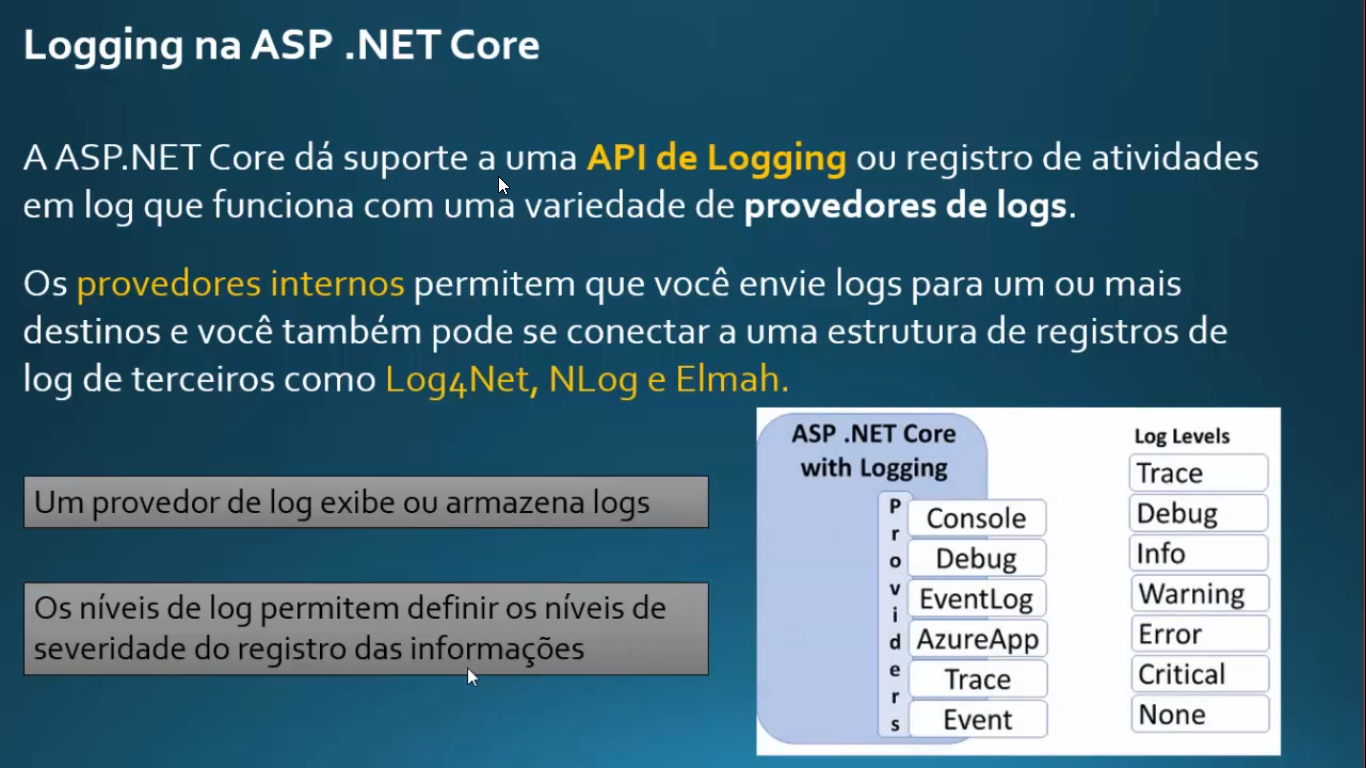 Logging na ASP .NET Core
A ASP.NET Core dá suporte a uma API de Logging ou registro de atividades
em log que funciona com uma variedade de provedores de logs.
Os provedores internos permitem que você envie logs para um ou mais
destinos e você também pode se conectar a uma estrutura de registros de
log de terceiros como Log4Net, NLog e Elmah.
Um provedor de log exibe ou armazena logs
Os níveis de log permitem definir os níveis de
severidade do registro das informações
ASP .NET Core
with Logging
Providers
Console
Debug
EventLog
AzureApp
Trace
Event
Log Levels
Trace
Debug
Info
Warning
Error
Critical
None